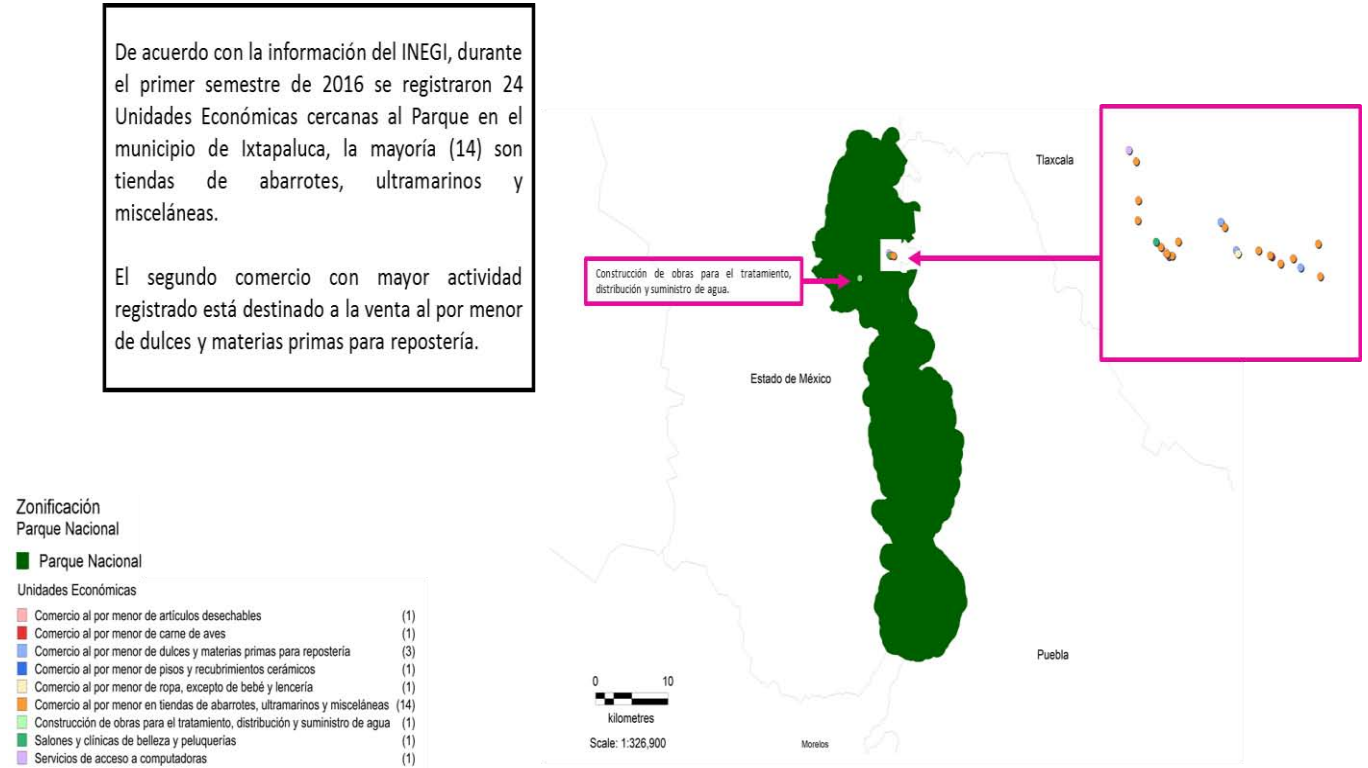 De acuerdo con la información del INEGI, durante
el primer semestre de 2016 se registraron 24
Unidades Económicas cercanas al Parque en el
municipio de Ixtapaluca, la mayoría (14) son
tiendas de abarrotes, ultramarinos y
misceláneas.
El segundo comercio con mayor actividad
registrado está destinado a la venta al por menor
de dulces y materias primas para repostería.
Tlaxcala
Construcción de obras para el tratamiento,
distribución y suministro de agua.
Estado de México
Puebla
Morelos
0 10
kilometres
Scale: 1:326,900
Zonificación
Parque Nacional
Parque Nacional
Unidades Económicas
Comercio al por menor de artículos desechables (1)
Comercio al por menor de carne de aves (1)
Comercio al por menor de dulces y materias primas para repostería (3)
Comercio al por menor de pisos y recubrimientos cerámicos (1)
Comercio al por menor de ropa, excepto de bebé y lencería (1)
Comercio al por menor en tiendas de abarrotes, ultramarinos y misceláneas (14)
Construcción de obras para el tratamiento, distribución y suministro de agua (1)
Salones y clínicas de belleza y peluquerías (1)
Servicios de acceso a computadoras (1)